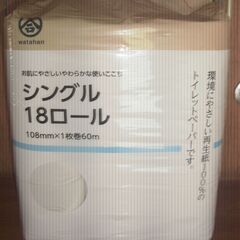 watahan
お肌にやさしいやわらかな使いここち
シングル
18ロール
108mm×1枚巻60m
環境にやさしい再生紙100%の
トイレットペーパーです。